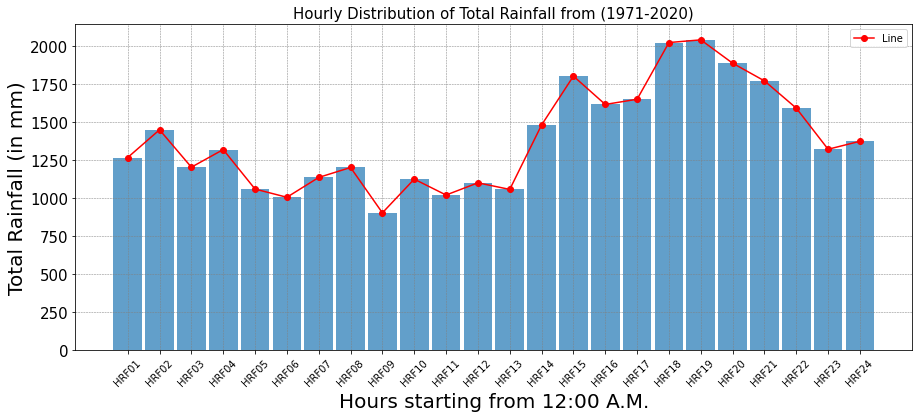 Hourly Distribution of Total Rainfall from (1971-2020)
Line
Total Rainfall (in mm)
2000
1750
1500
1250
1000
750
500
250
0
HRF01
HRF02
HRF03
HRF04
HRF05
HRF06
HRF07
HRF08
HRF09
HRF10
HRF11
HRF12
HRF13
HRF14
HRF15
HRF16
HRF17
HRF18
HRF19
HRF20
HRF21
HRF22
HRF23
HRF24
Hours starting from 12:00 A.M.